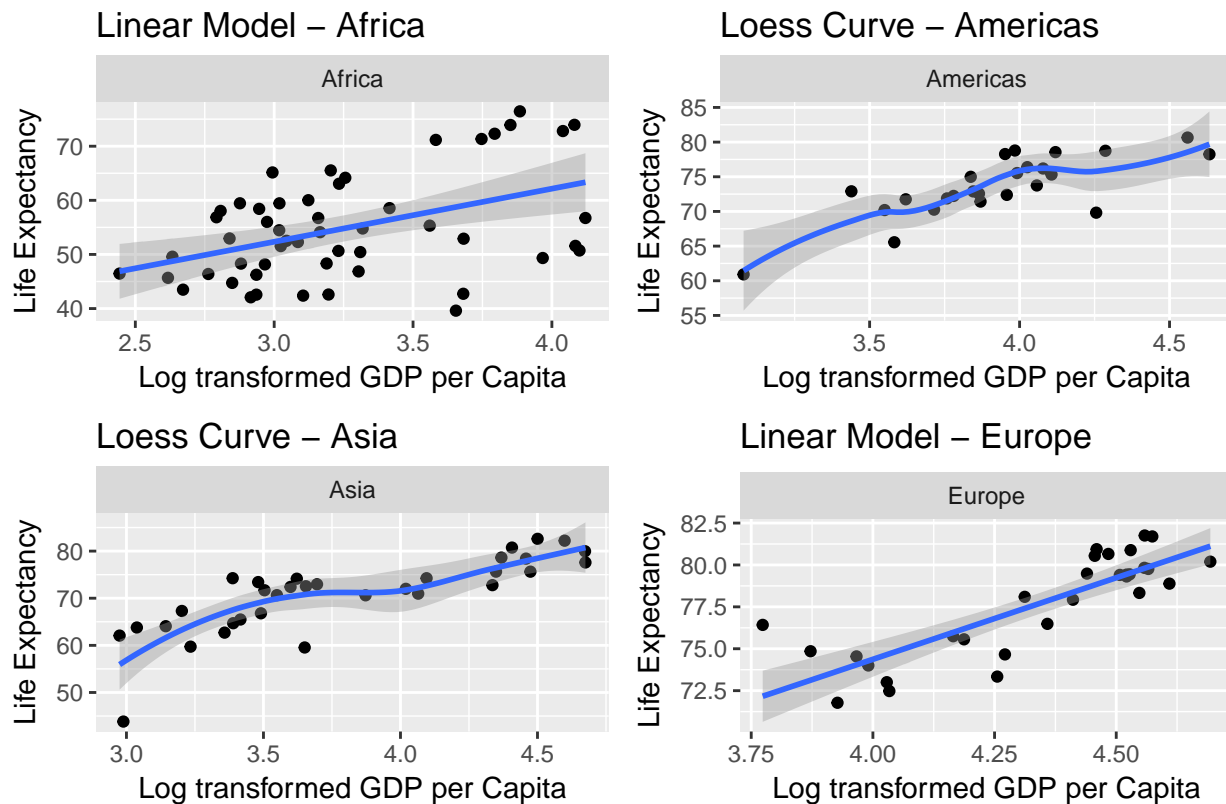 Linear Model – Africa
Africa
Life Expectancy
70
60
50
40
2.5 3.0 3.5 4.0
Log transformed GDP per Capita
Loess Curve – Americas
Americas
Life Expectancy
85
80
75
70
65
60
55
3.5 4.0 4.5
Log transformed GDP per Capita
Loess Curve – Asia
Asia
Life Expectancy
80
70
60
50
3.0 3.5 4.0 4.5
Log transformed GDP per Capita
Linear Model – Europe
Europe
Life Expectancy
82.5
80.0
77.5
75.0
72.5
3.75 4.00 4.25 4.50
Log transformed GDP per Capita